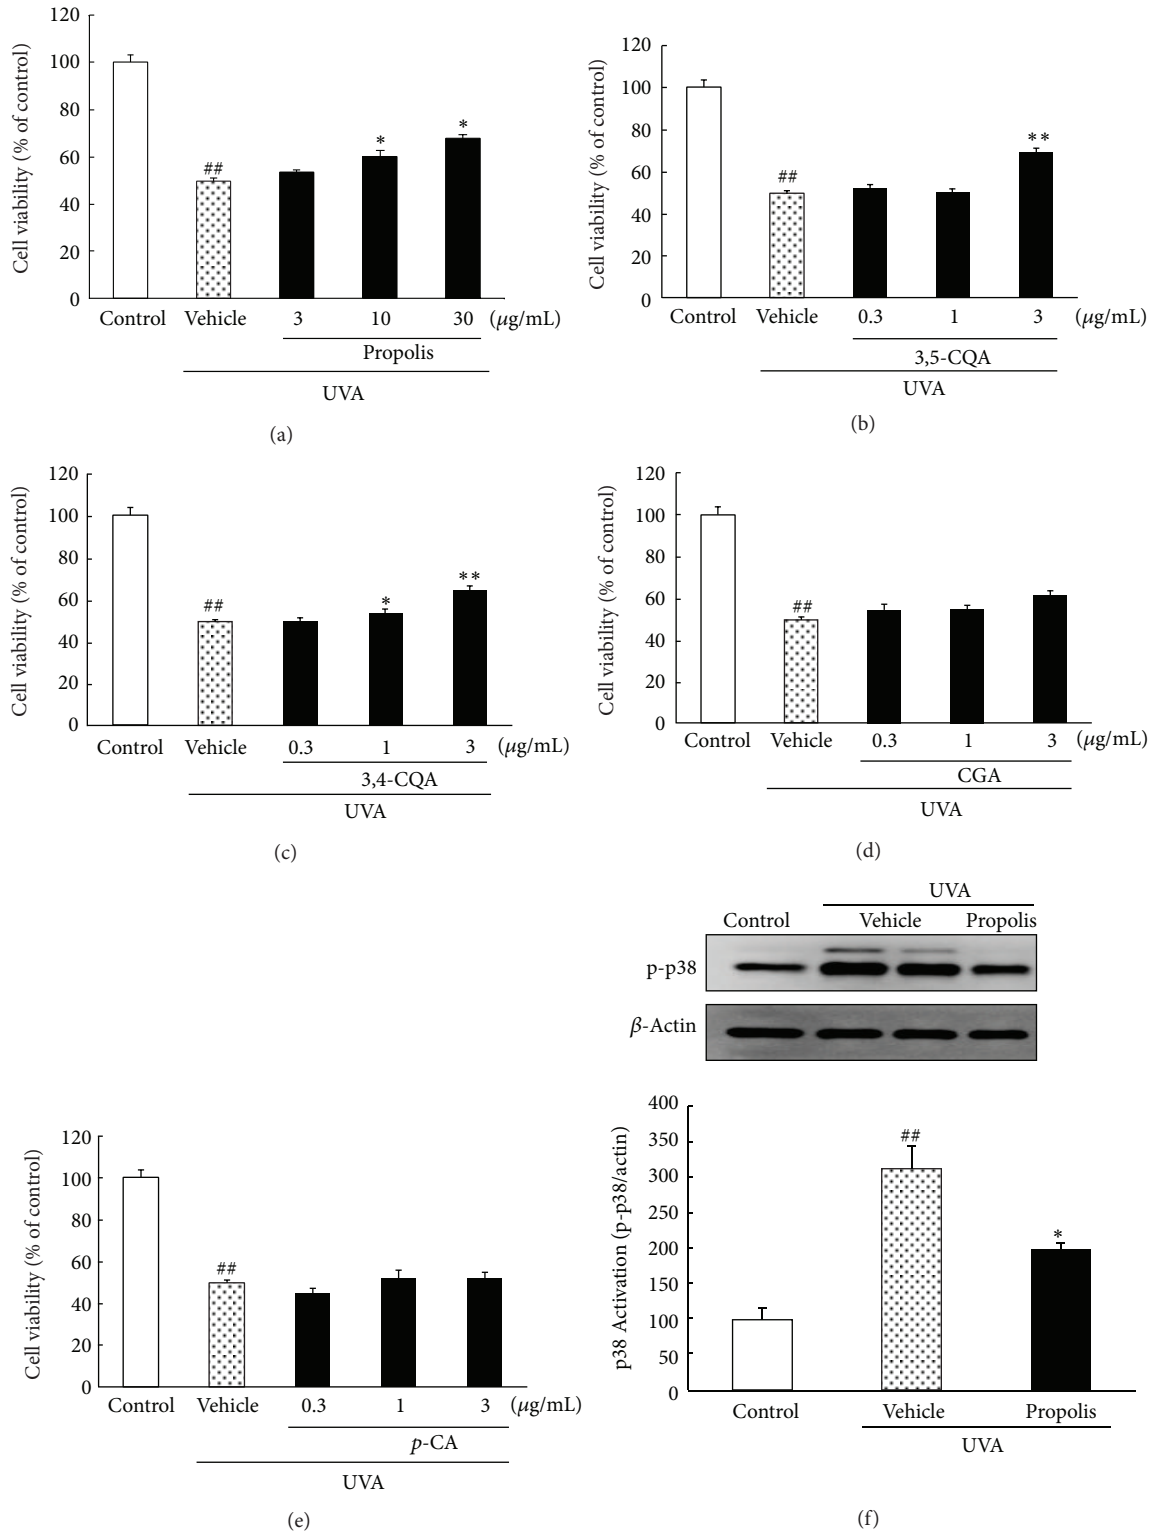 Cell viability (% of control)
120
100
80
60
40
20
0
##
*
*
Control Vehicle 3 10 30 (μg/mL)
Propolis
UVA
(a)
Cell viability (% of control)
120
100
80
60
40
20
0
##
**
Control Vehicle 0.3 1 3 (μg/mL)
3,5-CQA
UVA
(b)
Cell viability (% of control)
120
100
80
60
40
20
0
##
*
**
Control Vehicle 0.3 1 3 (μg/mL)
3,4-CQA
UVA
(c)
Cell viability (% of control)
120
100
80
60
40
20
0
##
Control Vehicle 0.3 1 3 (μg/mL)
CGA
UVA
(d)
Cell viability (% of control)
120
100
80
60
40
20
0
##
Control Vehicle 0.3 1 3 (μg/mL)
p-CA
UVA
(e)
UVA
Control Vehicle Propolis
p-p38
β-Actin
p38 Activation (p-p38/actin)
400
350
300
250
200
150
100
50
0
##
*
Control Vehicle Propolis
UVA
(f)